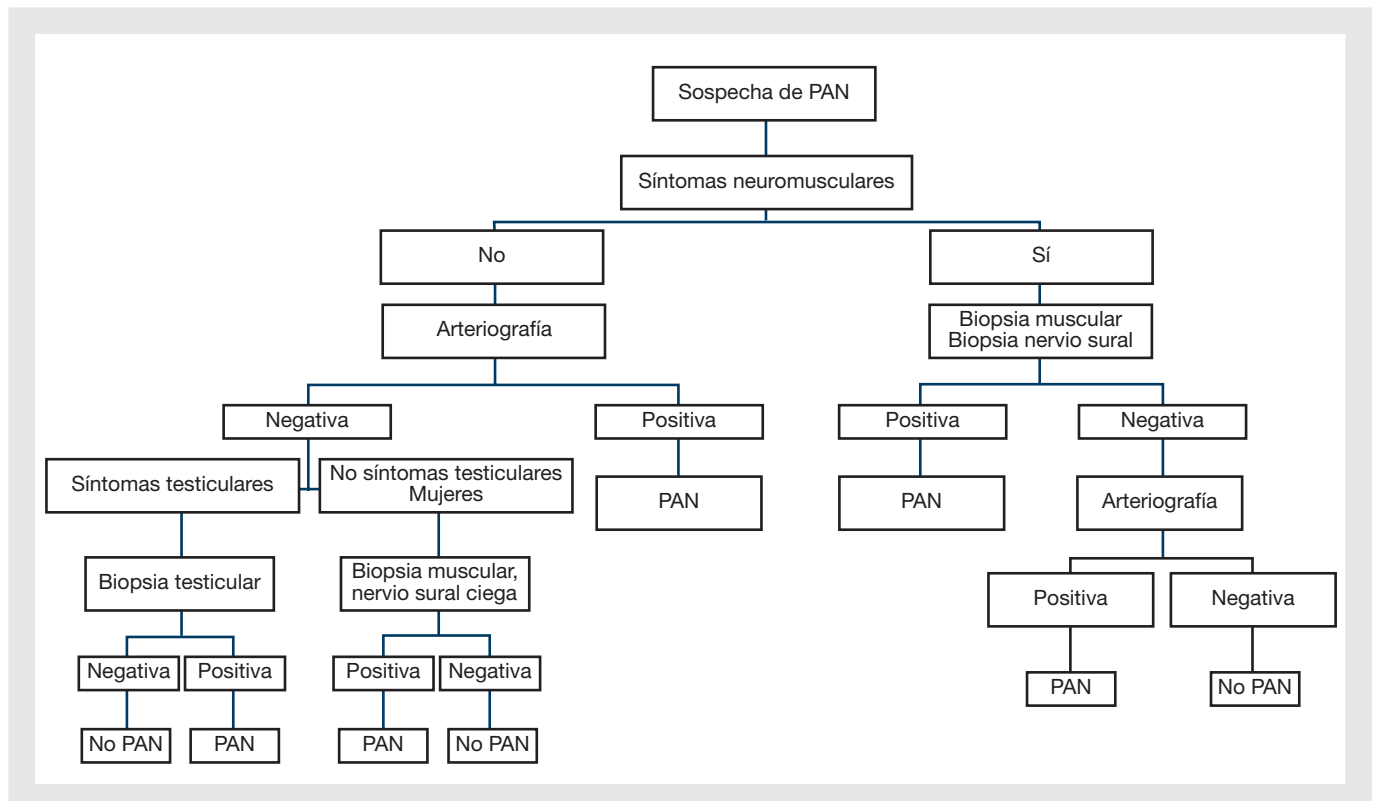 Sospecha de PAN
Síntomas neuromusculares
No
Sí
Arteriografía
Biopsia muscular
Biopsia nervio sural
Negativa
Positiva
Positiva
Negativa
Síntomas testiculares
No síntomas testiculares
Mujeres
PAN
PAN
Arteriografía
Biopsia testicular
Biopsia muscular,
nervio sural ciega
Positiva
Negativa
Negativa
Positiva
Positiva
Negativa
PAN
No PAN
No PAN
PAN
PAN
No PAN